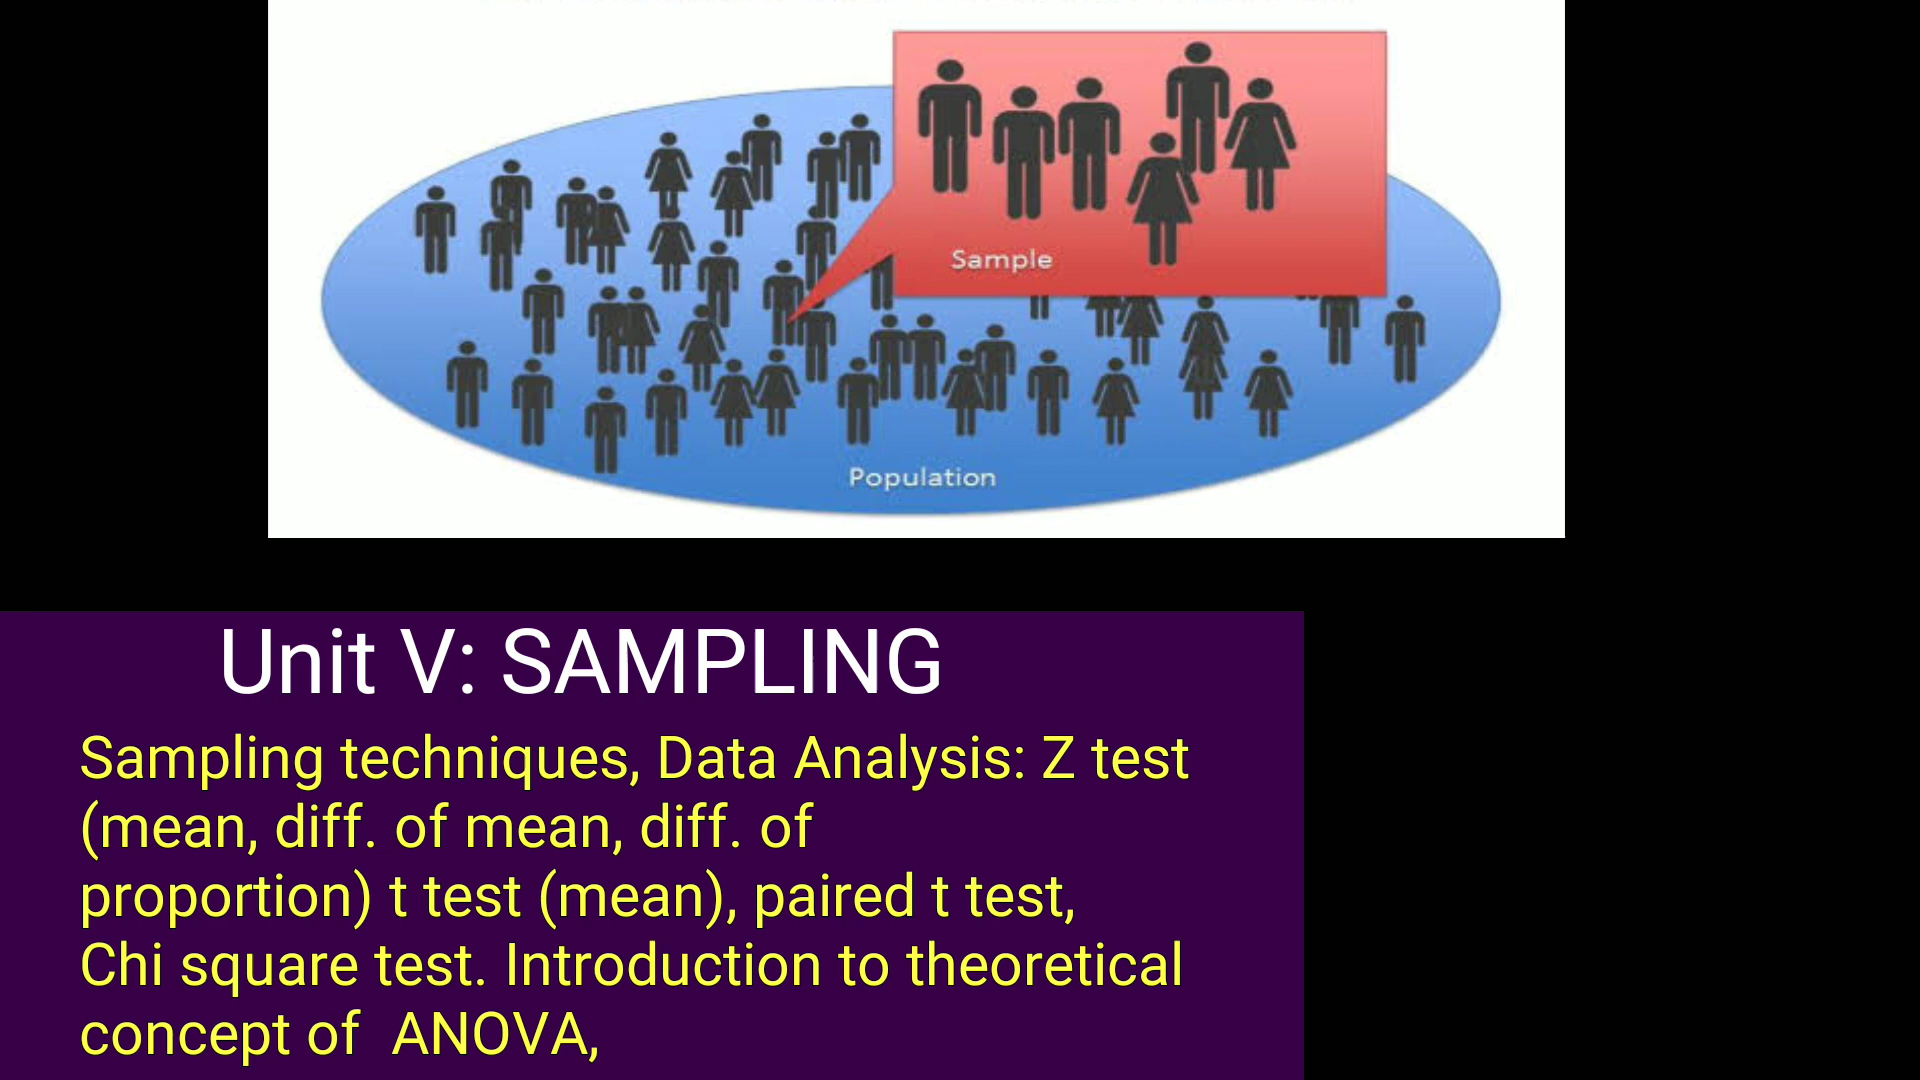 Sample
Population
Unit V: SAMPLING
Sampling techniques, Data Analysis: Z test
(mean, diff. of mean, diff. of
proportion) t test (mean), paired t test,
Chi square test. Introduction to theoretical
concept of  ANOVA,